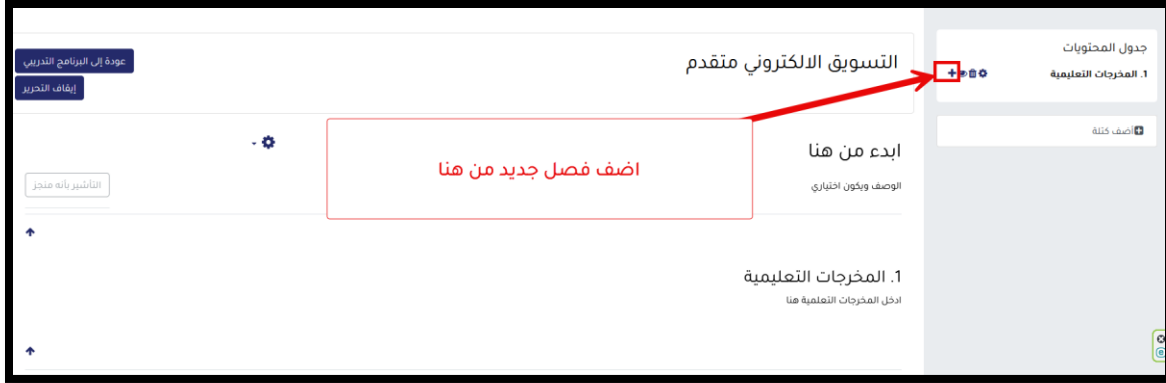 جدول المحتويات
1. المخرجات التعليمية
أضف كتلة
التسويق الالكتروني متقدم
عودة إلى البرنامج التدريبي
إيقاف التحرير
اضف فصل جديد من هنا
ابدء من هنا
الوصف ويكون اختياري
التأشير بأنه منجز
1. المخرجات التعليمية
ادخل المخرجات التعلمية هنا